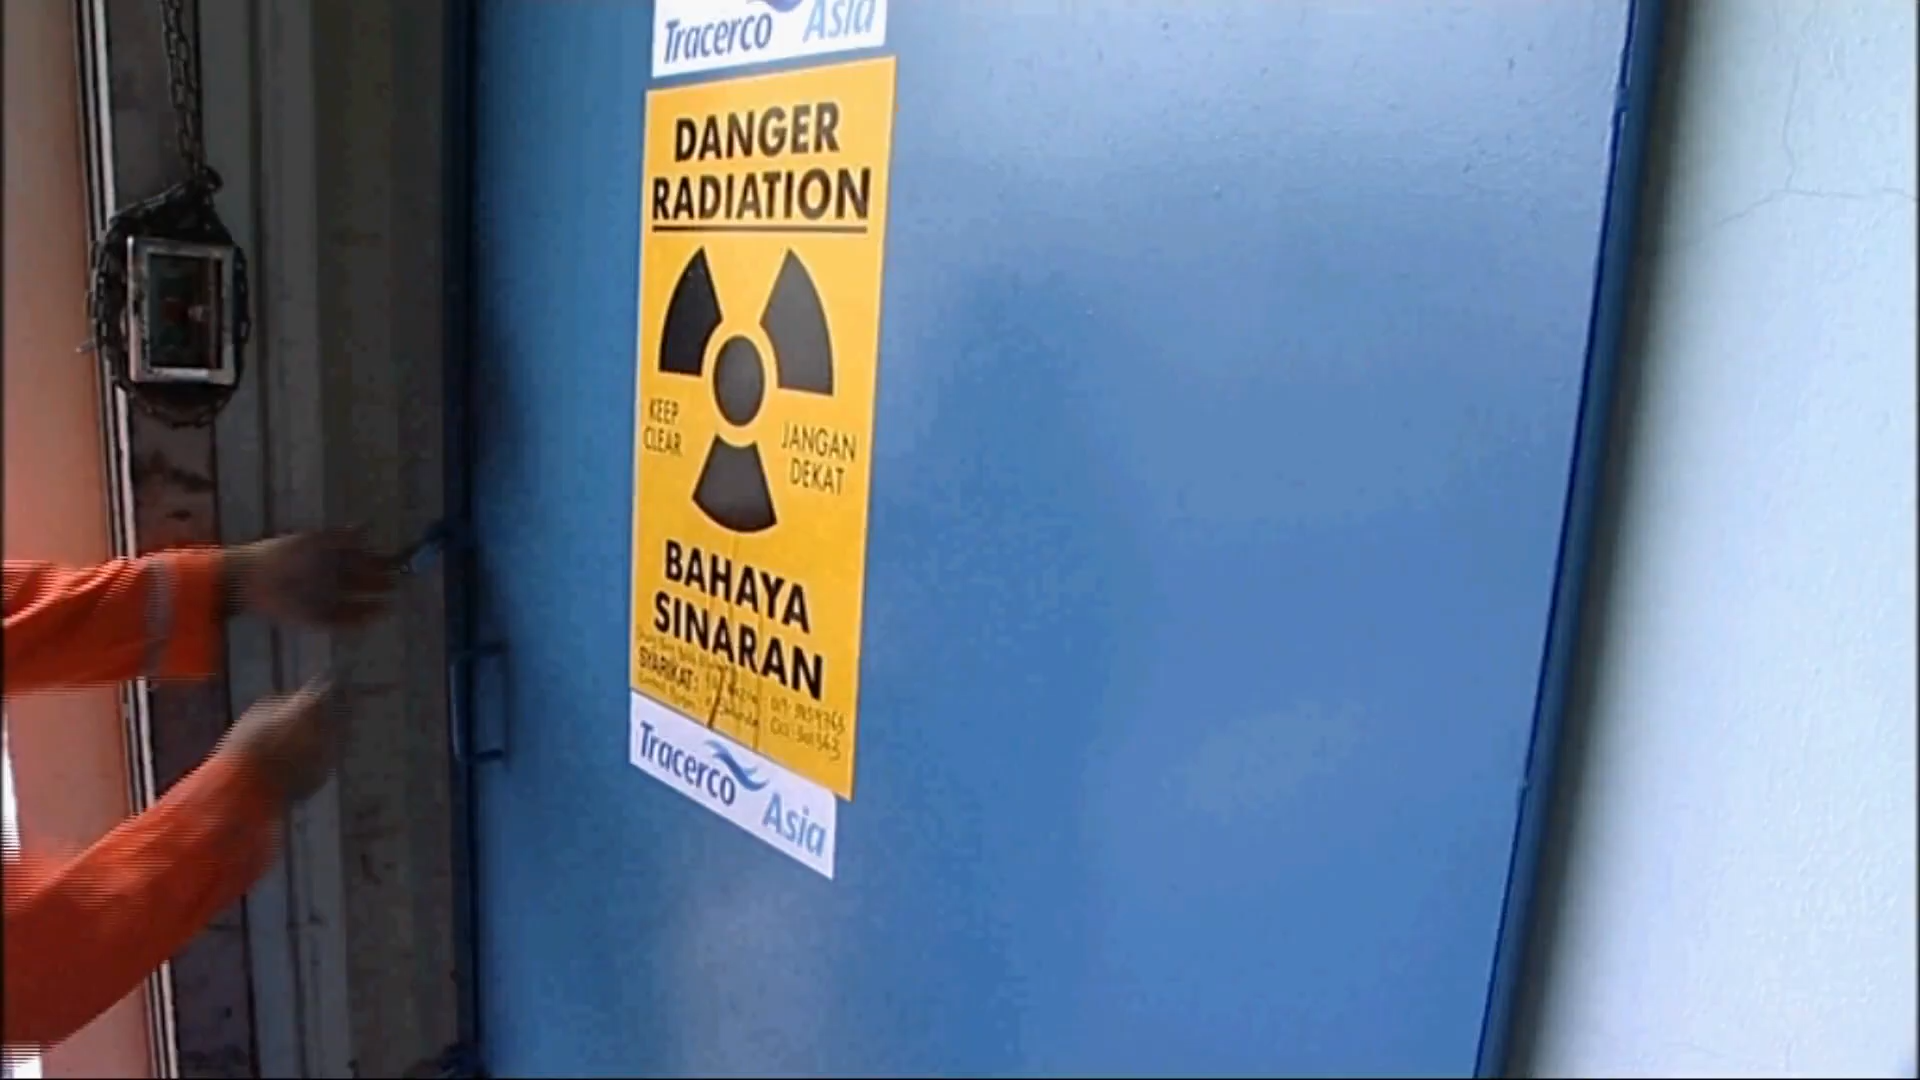 Tracerco Asia
DANGER
RADIATION
KEEP
CLEAR
JANGAN
DEKAT
BAHAYA
SINARAN
SYARIKAT:
Tracerco Asia